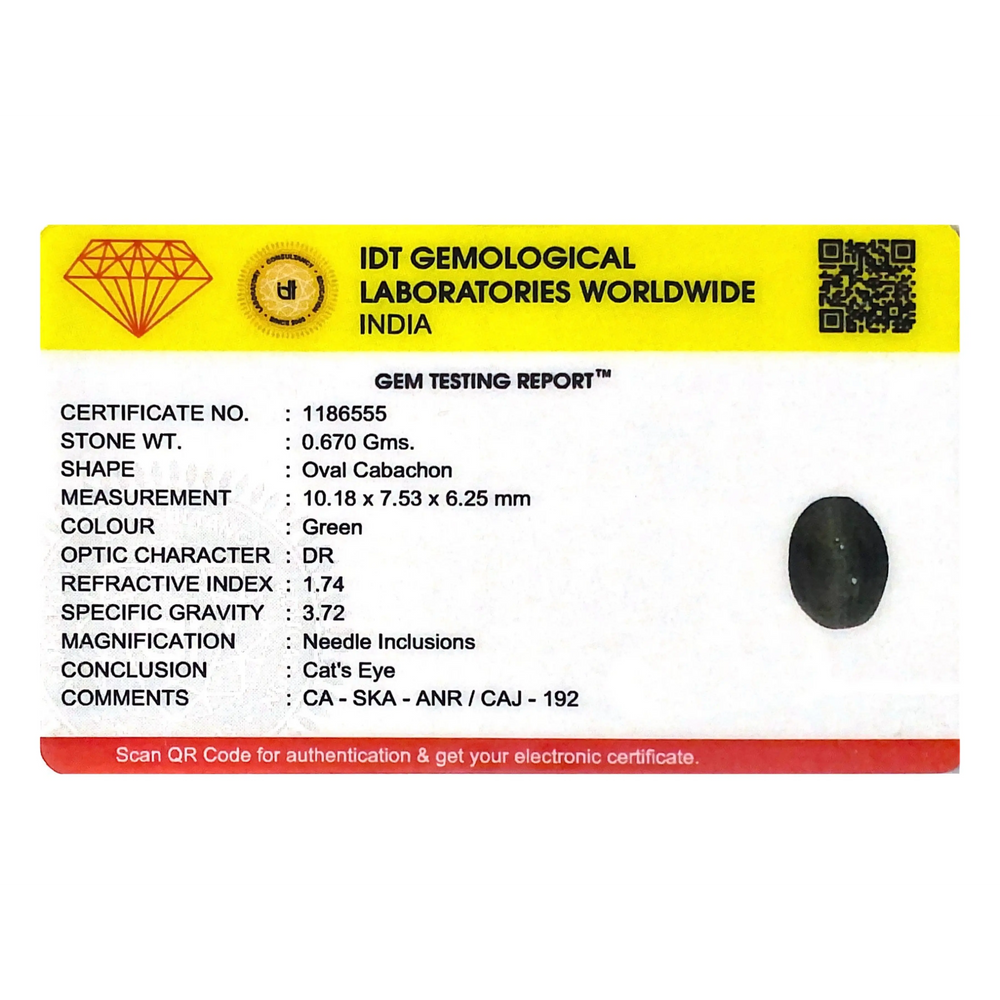 IDT GEMOLOGICAL
LABORATORIES WORLDWIDE
INDIA
CONSULTANCY
idt
SINCE
GEM TESTING REPORT™
CERTIFICATE NO. : 1186555
STONE WT. : 0.670 Gms.
SHAPE : Oval Cabachon
MEASUREMENT : 10.18 x 7.53 x 6.25 mm
COLOUR : Green
OPTIC CHARACTER : DR
REFRACTIVE INDEX : 1.74
SPECIFIC GRAVITY : 3.72
MAGNIFICATION : Needle Inclusions
CONCLUSION : Cat's Eye
COMMENTS : CA - SKA - ANR / CAJ - 192
Scan QR Code for authentication & get your electronic certificate.